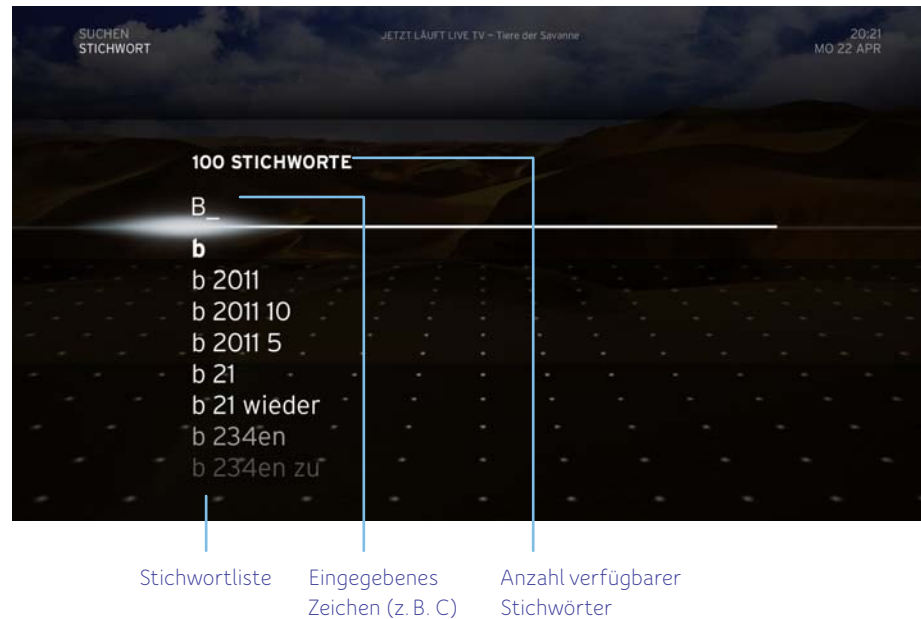 SUCHEN
STICHWORT
JETZT LÄUFT LIVE TV – Tiere der Savanne
20:21
MO 22 APR
100 STICHWORTE
B_
b
b 2011
b 2011 10
b 2011 5
b 21
b 21 wieder
b 234en
b 234en zu
Stichwortliste
Eingegebenes
Zeichen (z. B. C)
Anzahl verfügbarer
Stichwörter